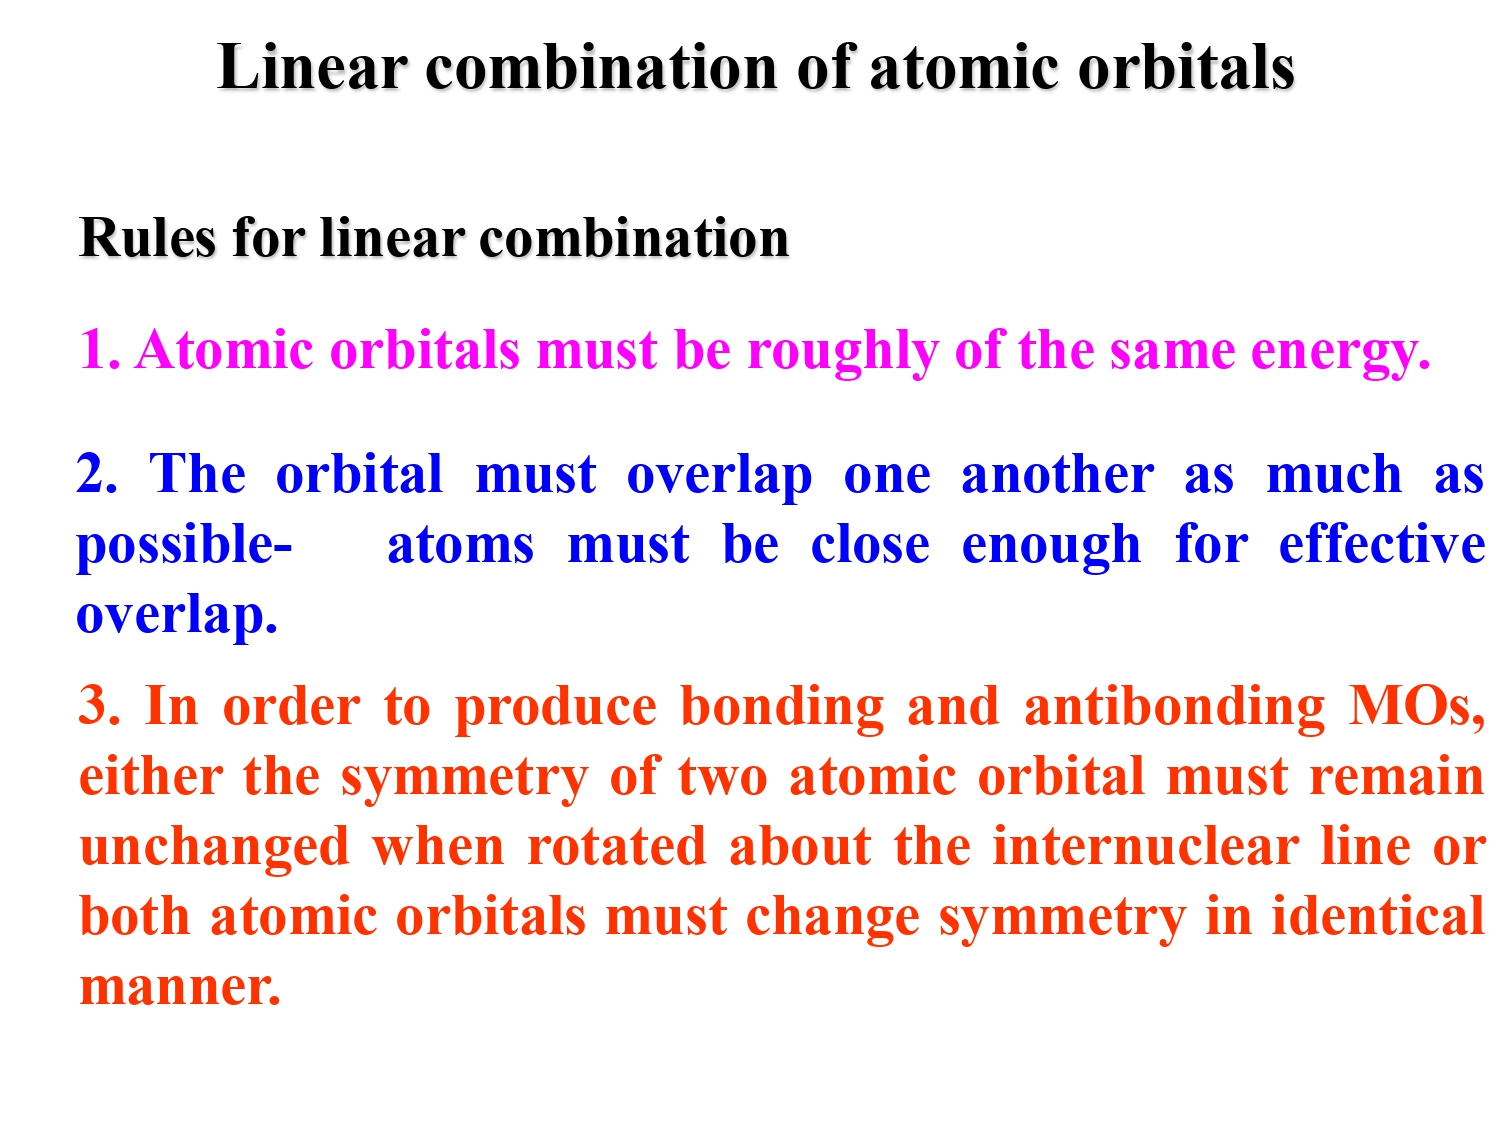 Linear combination of atomic orbitals
Rules for linear combination
1. Atomic orbitals must be roughly of the same energy.
2. The orbital must overlap one another as much as
possible- atoms must be close enough for effective
overlap.
3. In order to produce bonding and antibonding MOs,
either the symmetry of two atomic orbital must remain
unchanged when rotated about the internuclear line or
both atomic orbitals must change symmetry in identical
manner.